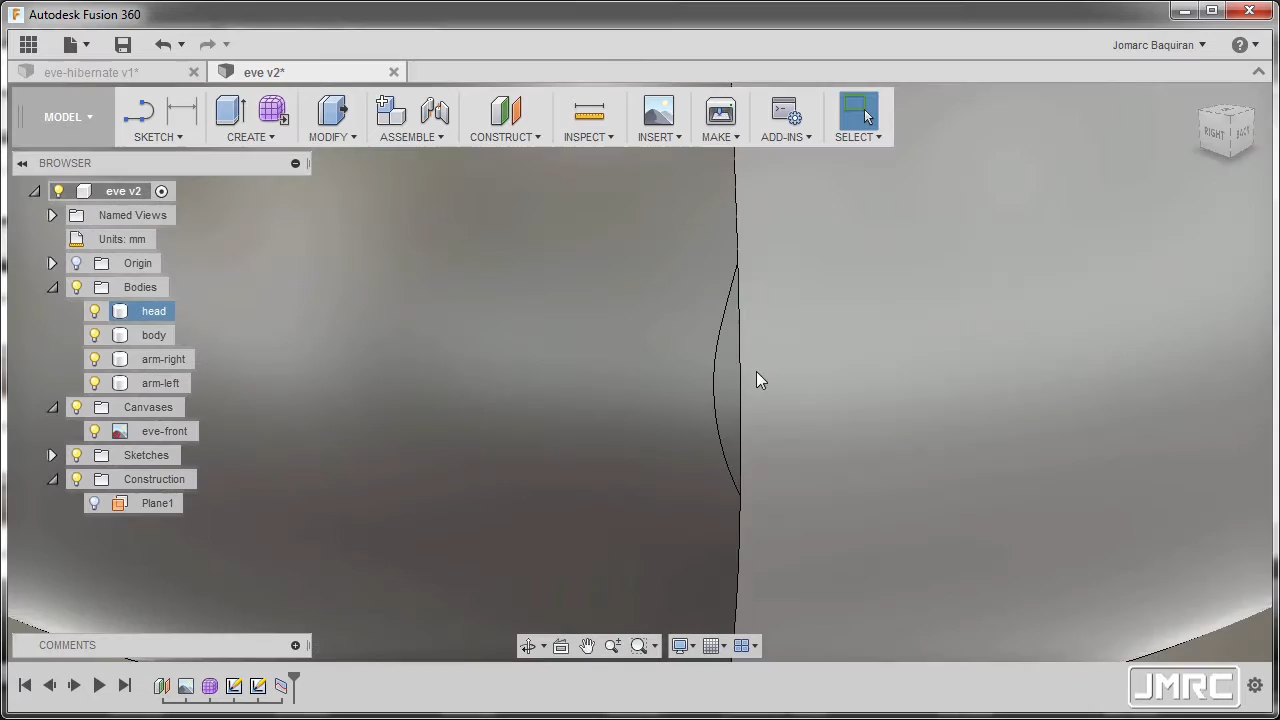 Autodesk Fusion 360
Jomarc Baquiran
eve-hibernate v1*
eve v2*
MODEL
SKETCH
CREATE
MODIFY
ASSEMBLE
CONSTRUCT
INSPECT
INSERT
MAKE
ADD-INS
SELECT
RIGHT
BROWSER
eve v2
Named Views
Units: mm
Origin
Bodies
head
body
arm-right
arm-left
Canvases
eve-front
Sketches
Construction
Plane1
COMMENTS
JMRC